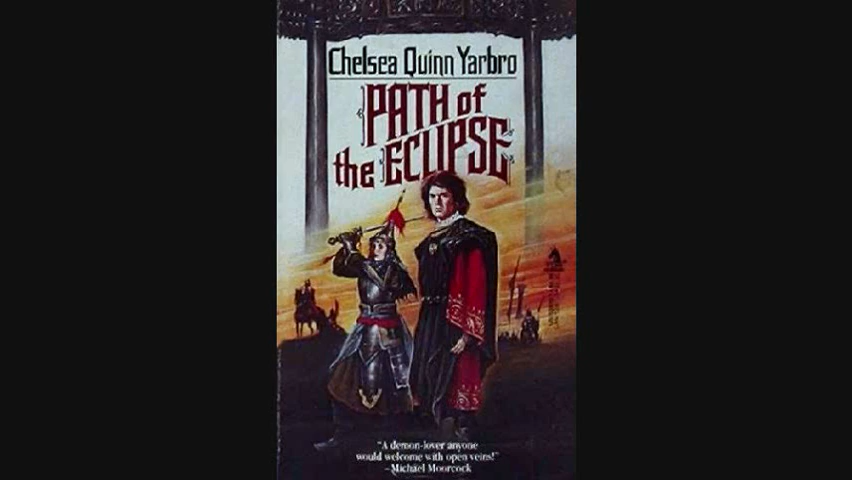 Chelsea Quinn Yarbro
PATH of
the ECLIPSE
"A demon-lover anyone
would welcome with open veins!"
–Michael Moorcock